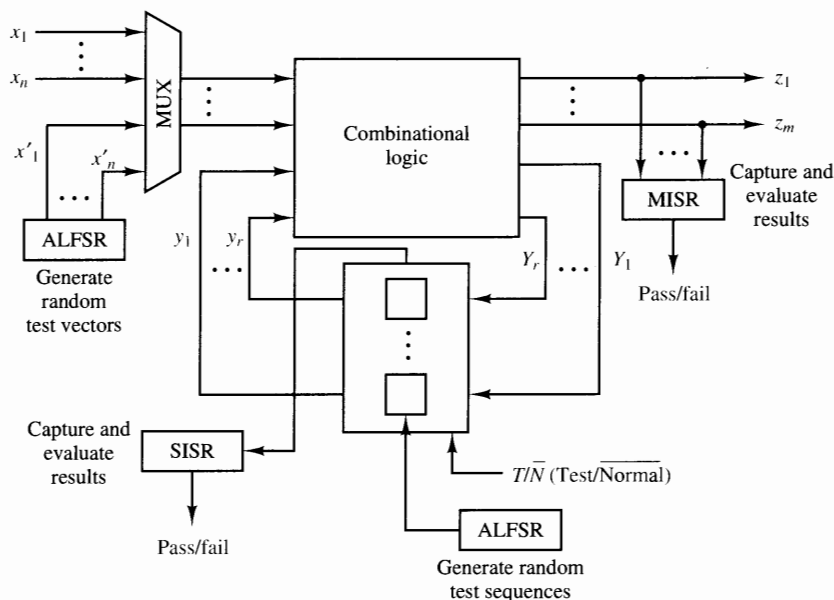 x₁
xₙ
x'₁
x'ₙ
MUX
ALFSR
Generate
random
test vectors
Combinational
logic
z₁
zₘ
MISR
Capture and
evaluate
results
Pass/fail
y₁
yᵣ
Yᵣ
Y₁
Capture and
evaluate
results
SISR
Pass/fail
T/N̅ (Test/N̅o̅r̅m̅a̅l̅)
ALFSR
Generate random
test sequences